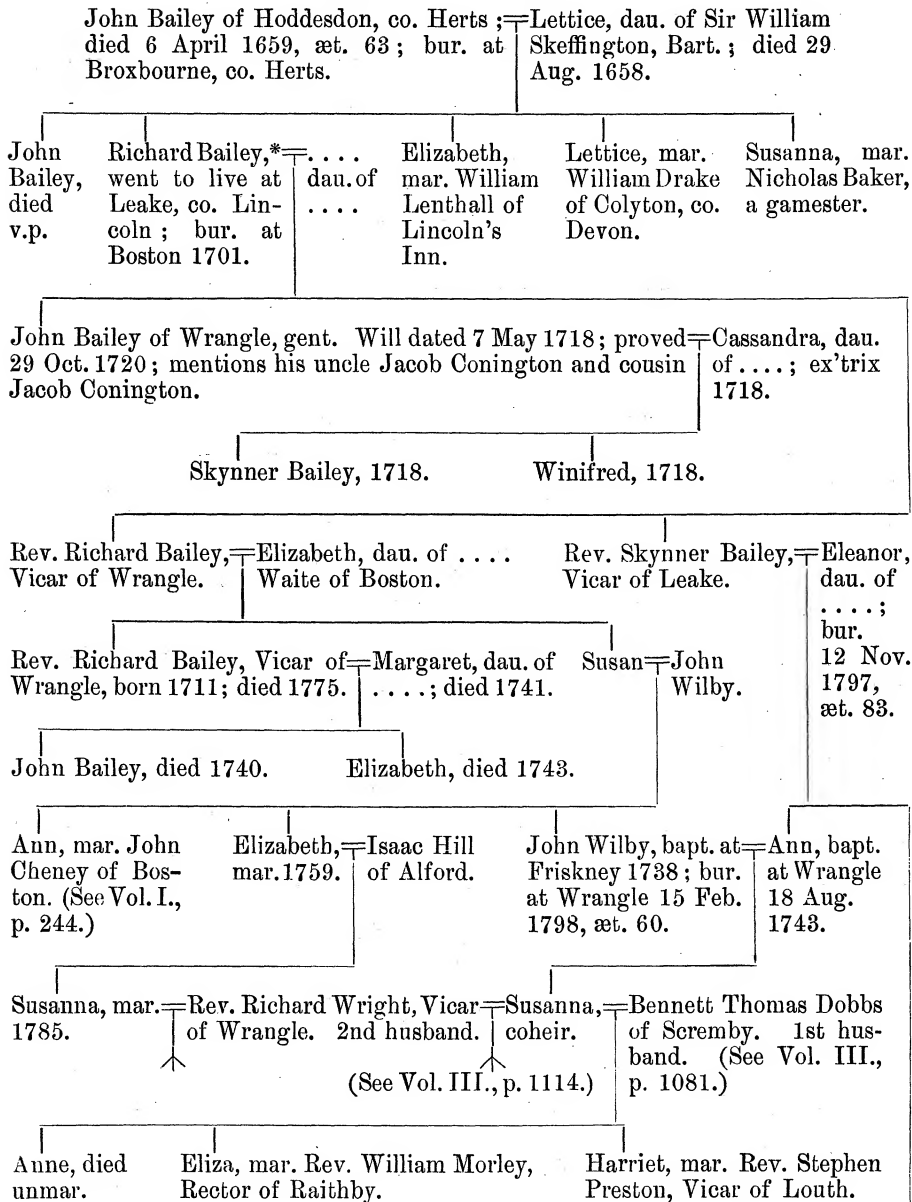 John Bailey of Hoddesdon, co. Herts ;=Lettice, dau. of Sir William
died 6 April 1659, æt. 63 ; bur. at Skeffington, Bart. ; died 29
Broxbourne, co. Herts. Aug. 1658.
John
Bailey,
died
v.p.
Richard Bailey,*=. . . .
went to live at dau. of
Leake, co. Lin- . . . .
coln ; bur. at
Boston 1701.
Elizabeth,
mar. William
Lenthall of
Lincoln's
Inn.
Lettice, mar.
William Drake
of Colyton, co.
Devon.
Susanna, mar.
Nicholas Baker,
a gamester.
John Bailey of Wrangle, gent. Will dated 7 May 1718 ; proved=Cassandra, dau.
29 Oct. 1720 ; mentions his uncle Jacob Conington and cousin of . . . . ; ex'trix
Jacob Conington. 1718.
Skynner Bailey, 1718. Winifred, 1718.
Rev. Richard Bailey,=Elizabeth, dau. of . . . .
Vicar of Wrangle. Waite of Boston.
Rev. Skynner Bailey,=Eleanor,
Vicar of Leake. dau. of
. . . . ;
bur.
12 Nov.
1797,
æt. 83.
Rev. Richard Bailey, Vicar of=Margaret, dau. of
Wrangle, born 1711 ; died 1775. . . . . ; died 1741.
Susan=John
Wilby.
John Bailey, died 1740. Elizabeth, died 1743.
Ann, mar. John
Cheney of Bos-
ton. (See Vol. I.,
p. 244.)
Elizabeth,=Isaac Hill
mar. 1759. of Alford.
John Wilby, bapt. at=Ann, bapt.
Friskney 1738 ; bur. at Wrangle
at Wrangle 15 Feb. 18 Aug.
1798, æt. 60. 1743.
Susanna, mar.=Rev. Richard Wright, Vicar=Susanna,=Bennett Thomas Dobbs
1785. of Wrangle. 2nd husband. coheir. of Scremby. 1st hus-
band. (See Vol. III.,
(See Vol. III., p. 1114.) p. 1081.)
Anne, died
unmar.
Eliza, mar. Rev. William Morley,
Rector of Raithby.
Harriet, mar. Rev. Stephen
Preston, Vicar of Louth.